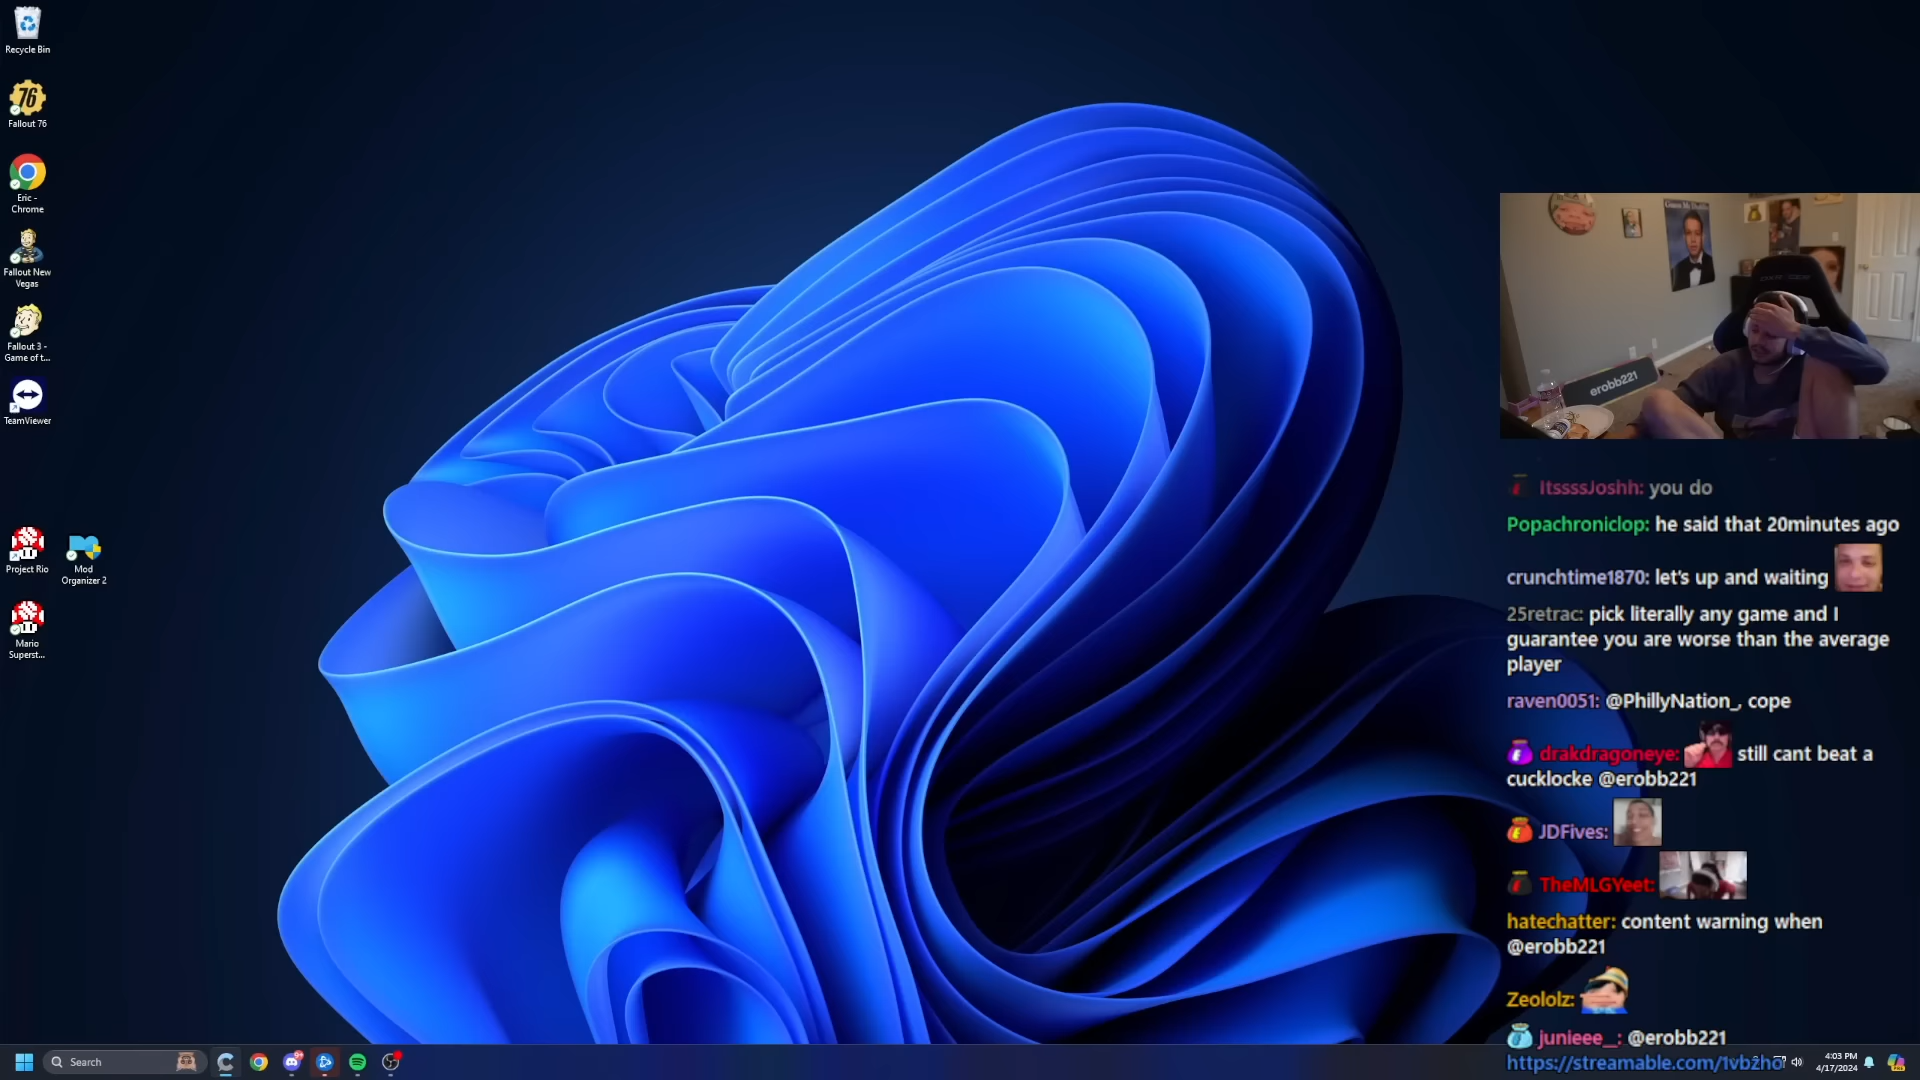 Recycle Bin
76
Fallout 76
Eric -
Chrome
Fallout New
Vegas
Fallout 3 -
Game of t...
TeamViewer
Project Rio
Mod
Organizer 2
Mario
Superst...
erobb221
ItssssJoshh: you do
Popachroniclop: he said that 20minutes ago
crunchtime1870: let's up and waiting
25retrac: pick literally any game and I
guarantee you are worse than the average
player
raven0051: @PhillyNation_, cope
drakdragoneye: still cant beat a
cucklocke @erobb221
JDFives:
TheMLGYeet:
hatechatter: content warning when
@erobb221
Zeololz:
junieee__: @erobb221
https://streamable.com/1vbzho
Search
4:03 PM
4/17/2024